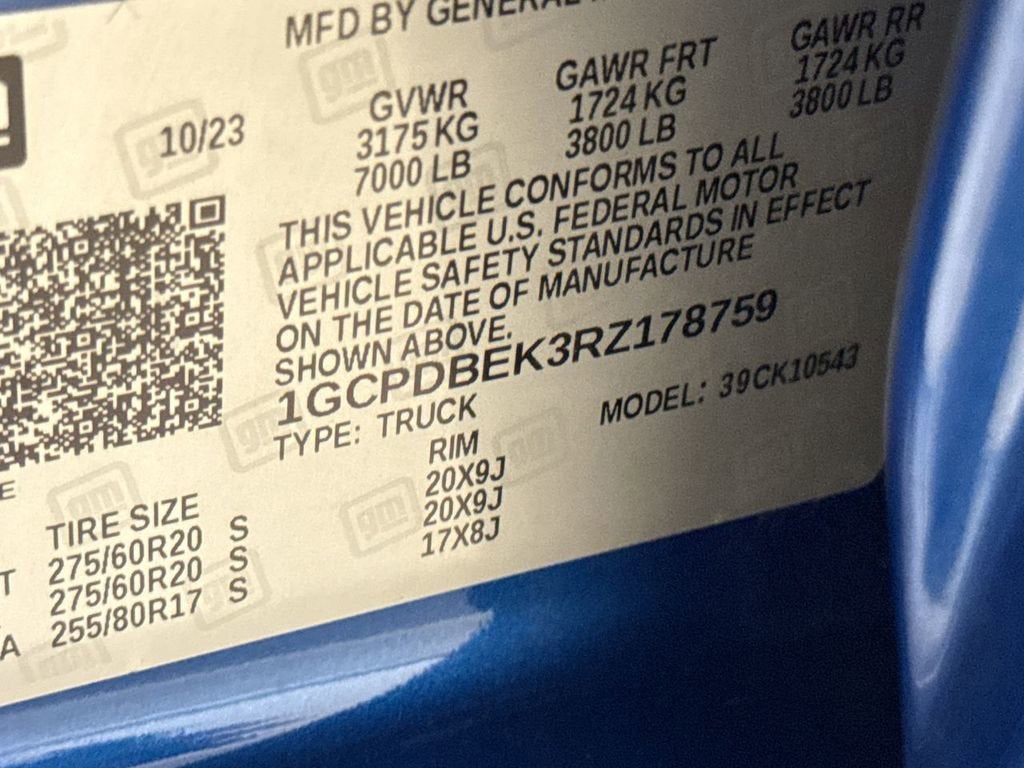 MFD BY GENERAL
10/23
GVWR GAWR FRT GAWR RR
3175 KG 1724 KG 1724 KG
7000 LB 3800 LB 3800 LB
THIS VEHICLE CONFORMS TO ALL
APPLICABLE U.S. FEDERAL MOTOR
VEHICLE SAFETY STANDARDS IN EFFECT
ON THE DATE OF MANUFACTURE
SHOWN ABOVE.
1GCPDBEK3RZ178759
TYPE: TRUCK MODEL: 39CK10543
TIRE SIZE RIM
275/60R20 S 20X9J
275/60R20 S 20X9J
255/80R17 S 17X8J